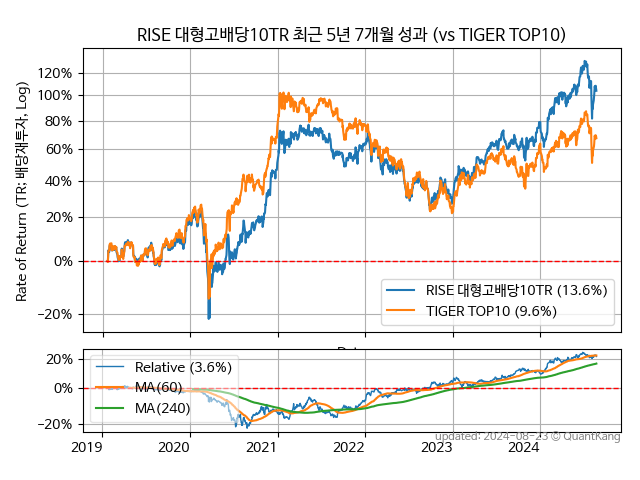 RISE 대형고배당10TR 최근 5년 7개월 성과 (vs TIGER TOP10)
Rate of Return (TR: 배당재투자, Log)
120%
100%
80%
60%
40%
20%
0%
−20%
RISE 대형고배당10TR (13.6%)
TIGER TOP10 (9.6%)
20%
0%
−20%
Relative (3.6%)
MA(60)
MA(240)
2019
2020
2021
2022
2023
2024
updated: 2024-08-23 © QuantKang